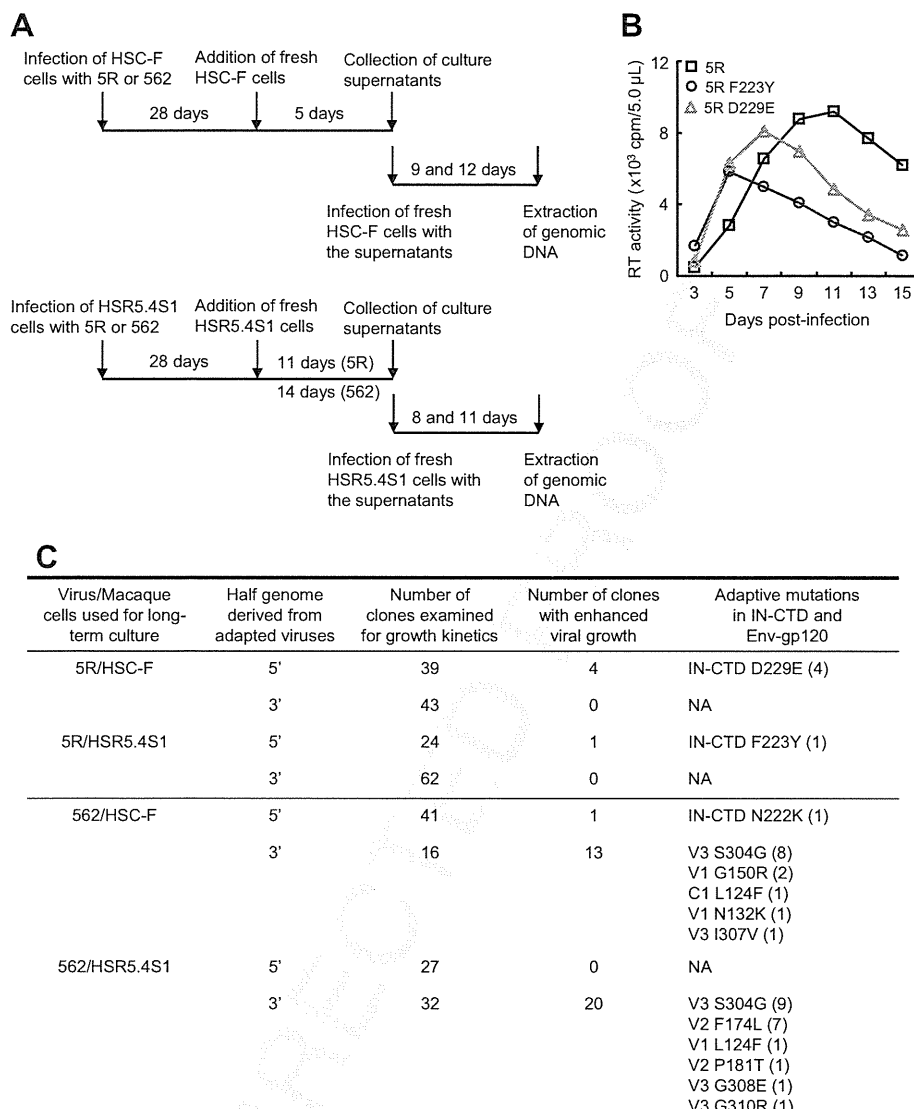 A
Infection of HSC-F
cells with 5R or 562
Addition of fresh
HSC-F cells
Collection of culture
supernatants
28 days
5 days
9 and 12 days
Infection of fresh
HSC-F cells with
the supernatants
Extraction
of genomic
DNA
Infection of HSR5.4S1
cells with 5R or 562
Addition of fresh
HSR5.4S1 cells
Collection of culture
supernatants
28 days
11 days (5R)
14 days (562)
8 and 11 days
Infection of fresh
HSR5.4S1 cells with
the supernatants
Extraction
of genomic
DNA
B
RT activity (x10³ cpm/5.0 µL)
12
8
4
0
5R
5R F223Y
5R D229E
3 5 7 9 11 13 15
Days post-infection
C
Virus/Macaque
cells used for long-
term culture
Half genome
derived from
adapted viruses
Number of
clones examined
for growth kinetics
Number of clones
with enhanced
viral growth
Adaptive mutations
in IN-CTD and
Env-gp120
5R/HSC-F 5' 39 4 IN-CTD D229E (4)
3' 43 0 NA
5R/HSR5.4S1 5' 24 1 IN-CTD F223Y (1)
3' 62 0 NA
562/HSC-F 5' 41 1 IN-CTD N222K (1)
3' 16 13 V3 S304G (8)
V1 G150R (2)
C1 L124F (1)
V1 N132K (1)
V3 I307V (1)
562/HSR5.4S1 5' 27 0 NA
3' 32 20 V3 S304G (9)
V2 F174L (7)
V1 L124F (1)
V2 P181T (1)
V3 G308E (1)
V3 G310R (1)